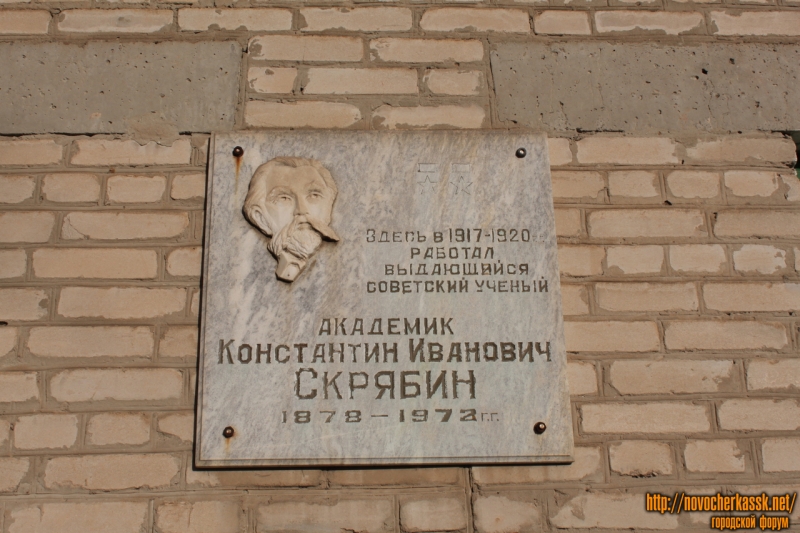 Здесь в 1917-1920
работал
выдающийся
советский ученый
академик
Константин Иванович
Скрябин
1878 – 1972 г.г.
http://novocherkassk.net/
городской форум